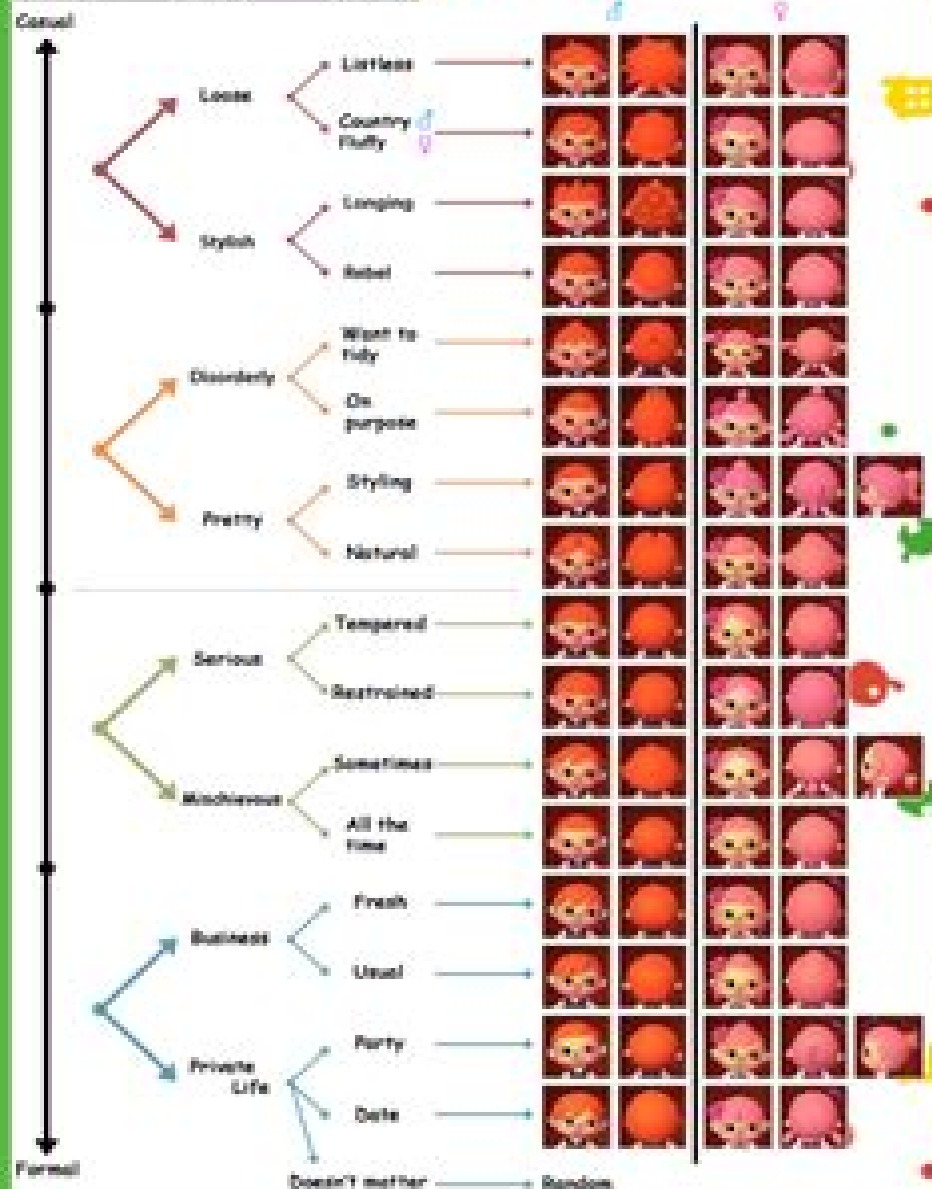 Casual
♂ ♀
Loose
Listless
Country ♂
Fluffy ♀
Stylish
Longing
Rebel
Disorderly
Want to
tidy
On
purpose
Pretty
Styling
Natural
Serious
Tempered
Restrained
Mischievous
Sometimes
All the
time
Business
Fresh
Usual
Private
Life
Party
Date
Formal
Doesn't matter
Random